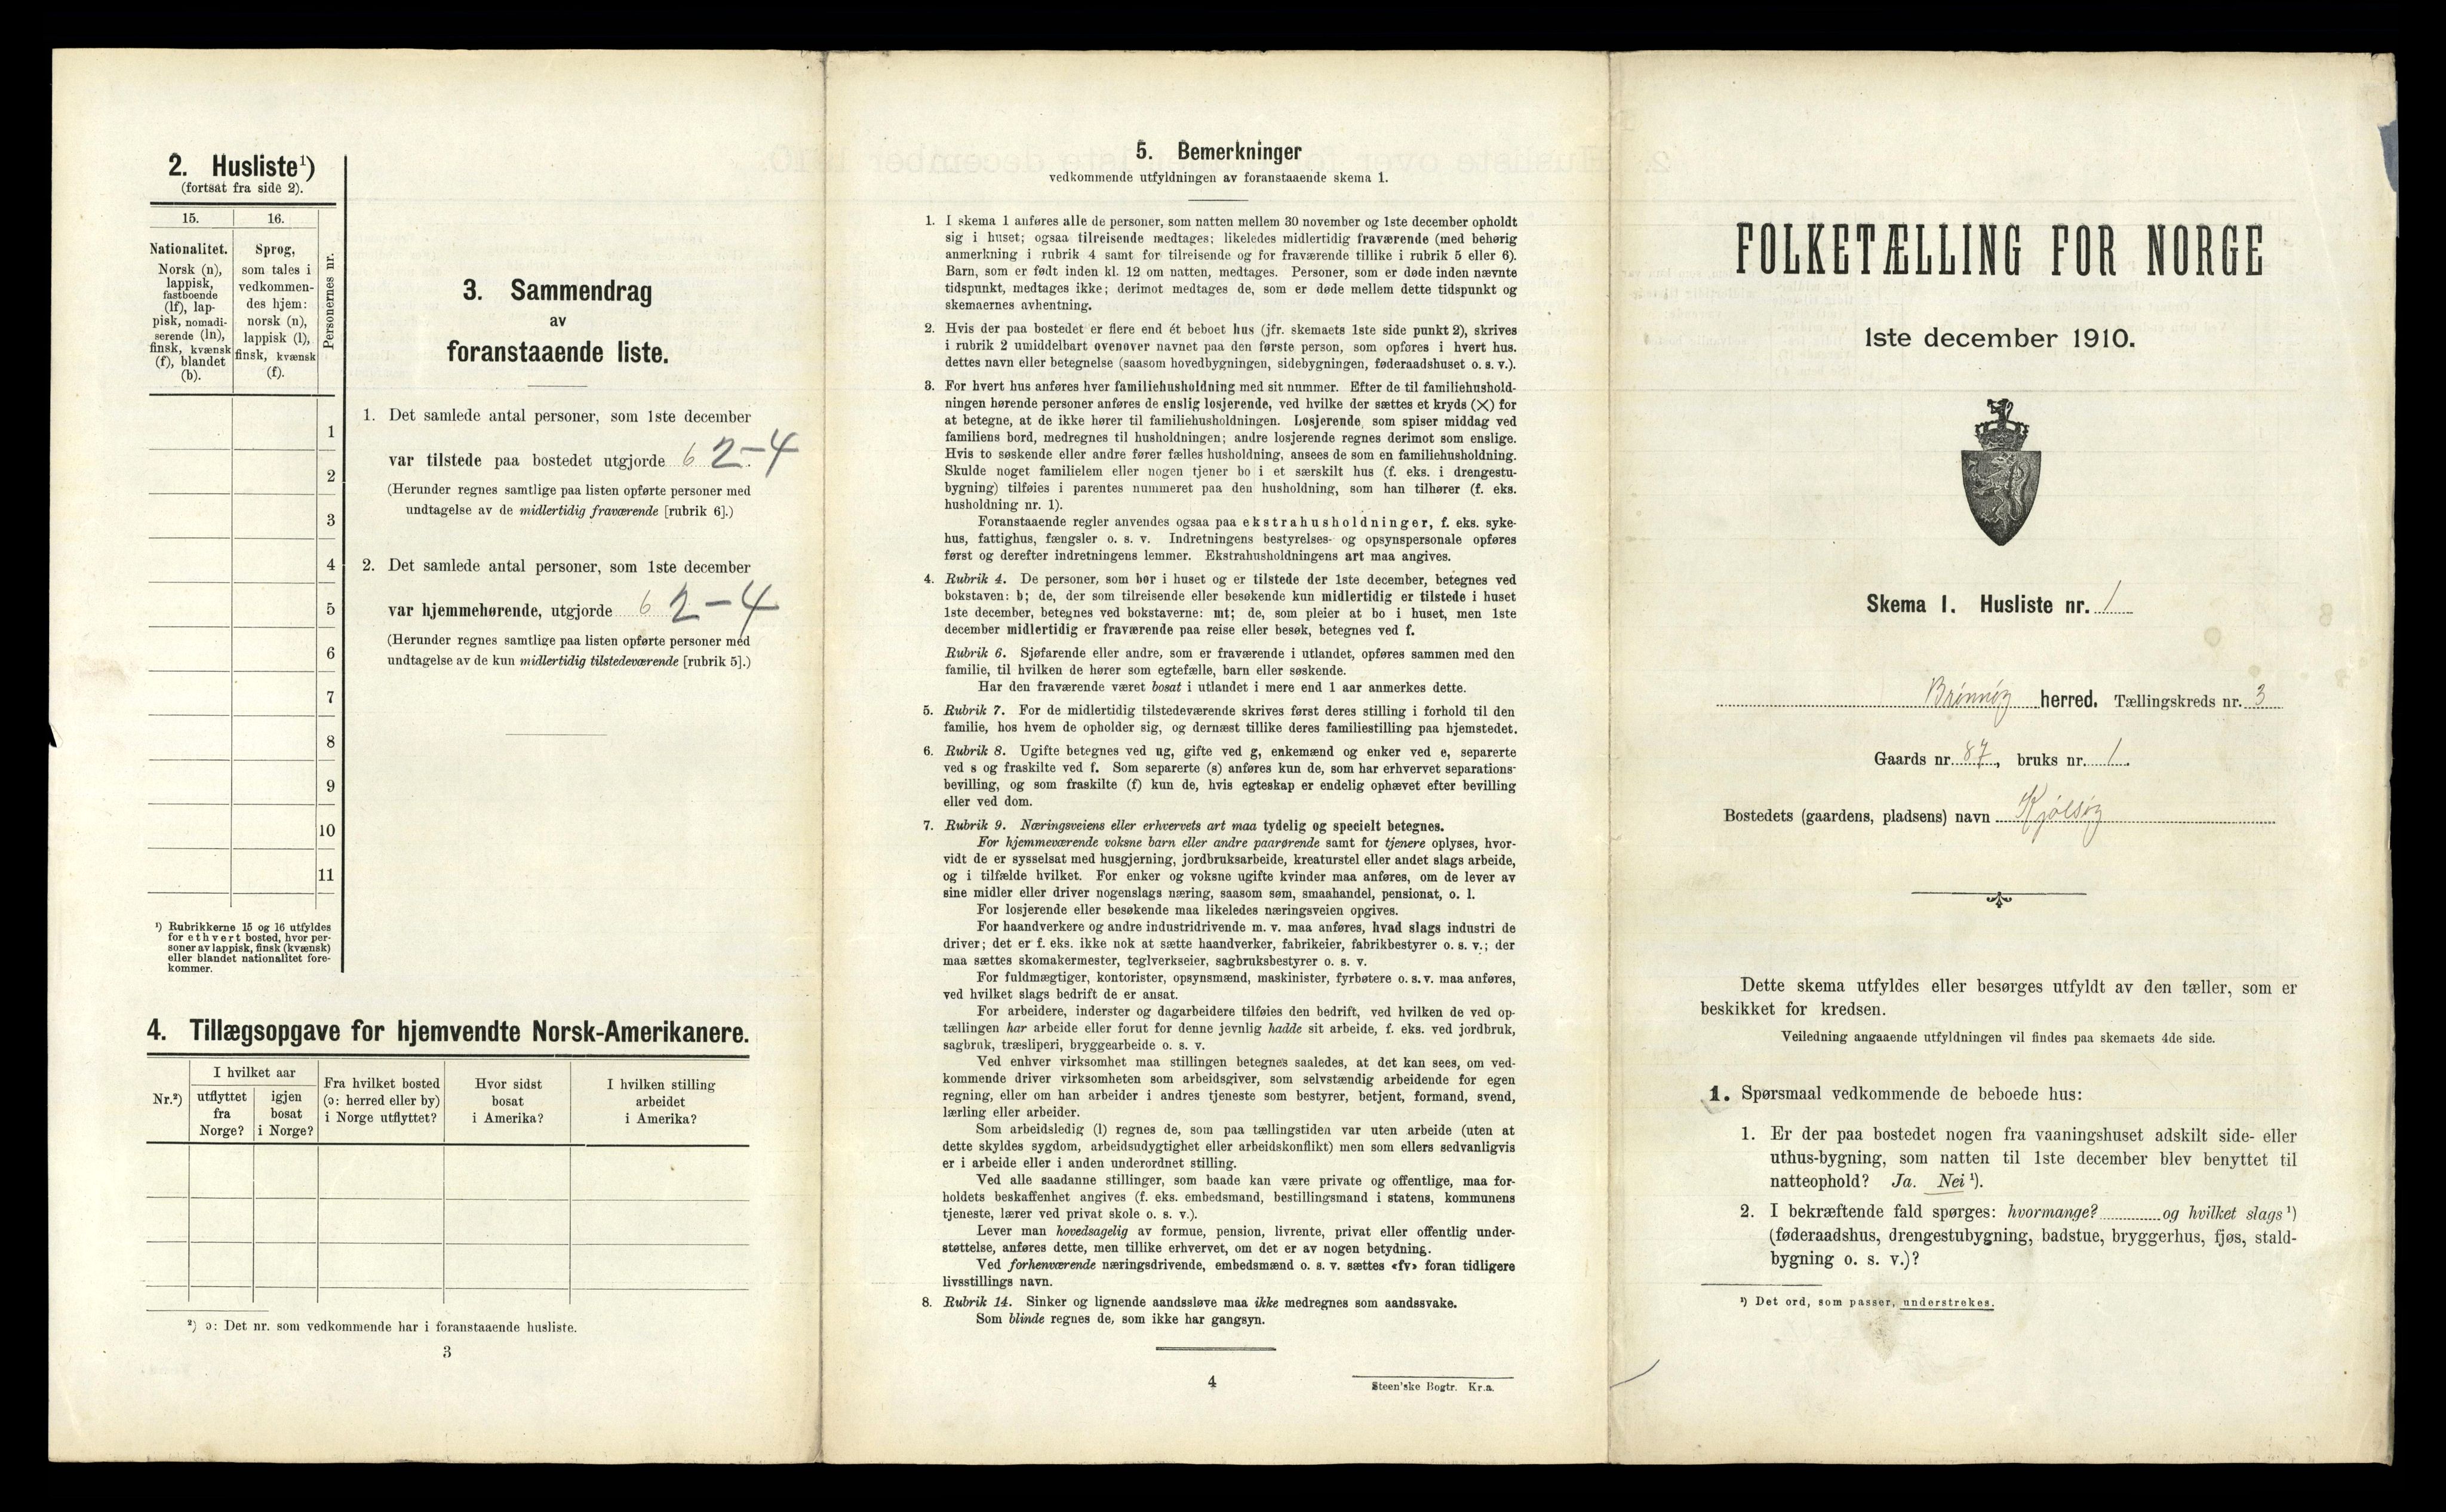 2. Husliste¹)
(fortsat fra side 2).
15.
16.
Nationalitet.
Norsk (n),
lappisk,
fastboende
(lf), lap-
pisk, nomadi-
serende (ln),
finsk, kvænsk
(f), blandet
(b).
Sprog,
som tales i
vedkommen-
des hjem:
norsk (n),
lappisk (l),
finsk, kvænsk
(f).
Personernes nr.
1
2
3
4
5
6
7
8
9
10
11
¹) Rubrikkerne 15 og 16 utfyldes
for ethvert bosted, hvor per-
soner av lappisk, finsk (kvænsk)
eller blandet nationalitet fore-
kommer.
3. Sammendrag
av
foranstaaende liste.
1. Det samlede antal personer, som 1ste december
var tilstede paa bostedet utgjorde 6 2-4
(Herunder regnes samtlige paa listen opførte personer med
undtagelse av de midlertidig fraværende [rubrik 6].)
2. Det samlede antal personer, som 1ste december
var hjemmehørende, utgjorde 6 2-4
(Herunder regnes samtlige paa listen opførte personer med
undtagelse av de kun midlertidig tilstedeværende [rubrik 5].)
4. Tillægsopgave for hjemvendte Norsk-Amerikanere.
Nr.²)
I hvilket aar
utflyttet
fra
Norge?
igjen
bosat
i Norge?
Fra hvilket bosted
(ɔ: herred eller by)
i Norge utflyttet?
Hvor sidst
bosat
i Amerika?
I hvilken stilling
arbeidet
i Amerika?
²) ɔ: Det nr. som vedkommende har i foranstaaende husliste.
3
5. Bemerkninger
vedkommende utfyldningen av foranstaaende skema 1.
1. I skema 1 anføres alle de personer, som natten mellem 30 november og 1ste december opholdt
sig i huset; ogsaa tilreisende medtages; likeledes midlertidig fraværende (med behørig
anmerkning i rubrik 4 samt for tilreisende og for fraværende tillike i rubrik 5 eller 6).
Barn, som er født inden kl. 12 om natten, medtages. Personer, som er døde inden nævnte
tidspunkt, medtages ikke; derimot medtages de, som er døde mellem dette tidspunkt og
skemaernes avhentning.
2. Hvis der paa bostedet er flere end ét beboet hus (jfr. skemaets 1ste side punkt 2), skrives
i rubrik 2 umiddelbart ovenover navnet paa den første person, som opføres i hvert hus.
dettes navn eller betegnelse (saasom hovedbygningen, sidebygningen, føderaadshuset o. s. v.).
3. For hvert hus anføres hver familiehusholdning med sit nummer. Efter de til familiehushold-
ningen hørende personer anføres de enslig losjerende, ved hvilke der sættes et kryds (✕) for
at betegne, at de ikke hører til familiehusholdningen. Losjerende som spiser middag ved
familiens bord, medregnes til husholdningen; andre losjerende regnes derimot som enslige.
Hvis to søskende eller andre fører fælles husholdning, ansees de som en familiehusholdning.
Skulde noget familielem eller nogen tjener bo i et særskilt hus (f. eks. i drengestu-
bygning) tilføies i parentes nummeret paa den husholdning, som han tilhører (f. eks.
husholdning nr. 1).
Foranstaaende regler anvendes ogsaa paa ekstrahusholdninger, f. eks. syke-
hus, fattighus, fængsler o. s. v. Indretningens bestyrelses- og opsynspersonale opføres
først og derefter indretningens lemmer. Ekstrahusholdningens art maa angives.
4. Rubrik 4. De personer, som bor i huset og er tilstede der 1ste december, betegnes ved
bokstaven: b; de, der som tilreisende eller besøkende kun midlertidig er tilstede i huset
1ste december, betegnes ved bokstaverne: mt; de, som pleier at bo i huset, men 1ste
december midlertidig er fraværende paa reise eller besøk, betegnes ved f.
Rubrik 6. Sjøfarende eller andre, som er fraværende i utlandet, opføres sammen med den
familie, til hvilken de hører som egtefælle, barn eller søskende.
Har den fraværende været bosat i utlandet i mere end 1 aar anmerkes dette.
5. Rubrik 7. For de midlertidig tilstedeværende skrives først deres stilling i forhold til den
familie, hos hvem de opholder sig, og dernæst tillike deres familiestilling paa hjemstedet.
6. Rubrik 8. Ugifte betegnes ved ug, gifte ved g, enkemænd og enker ved e, separerte
ved s og fraskilte ved f. Som separerte (s) anføres kun de, som har erhvervet separations-
bevilling, og som fraskilte (f) kun de, hvis egteskap er endelig ophævet efter bevilling
eller ved dom.
7. Rubrik 9. Næringsveiens eller erhvervets art maa tydelig og specielt betegnes.
For hjemmeværende voksne barn eller andre paarørende samt for tjenere oplyses, hvor-
vidt de er sysselsat med husgjerning, jordbruksarbeide, kreaturstel eller andet slags arbeide,
og i tilfælde hvilket. For enker og voksne ugifte kvinder maa anføres, om de lever av
sine midler eller driver nogenslags næring, saasom søm, smaahandel, pensionat, o. l.
For losjerende eller besøkende maa likeledes næringsveien opgives.
For haandverkere og andre industridrivende m. v. maa anføres, hvad slags industri de
driver; det er f. eks. ikke nok at sætte haandverker, fabrikeier, fabrikbestyrer o. s. v.; der
maa sættes skomakermester, teglverkseier, sagbruksbestyrer o. s. v.
For fuldmægtiger, kontorister, opsynsmænd, maskinister, fyrbøtere o. s. v. maa anføres,
ved hvilket slags bedrift de er ansat.
For arbeidere, inderster og dagarbeidere tilføies den bedrift, ved hvilken de ved op-
tællingen har arbeide eller forut for denne jevnlig hadde sit arbeide, f. eks. ved jordbruk,
sagbruk, træsliperi, bryggearbeide o. s. v.
Ved enhver virksomhet maa stillingen betegnes saaledes, at det kan sees, om ved-
kommende driver virksomheten som arbeidsgiver, som selvstændig arbeidende for egen
regning, eller om han arbeider i andres tjeneste som bestyrer, betjent, formand, svend,
lærling eller arbeider.
Som arbeidsledig (l) regnes de, som paa tællingstiden var uten arbeide (uten at
dette skyldes sygdom, arbeidsudygtighet eller arbeidskonflikt) men som ellers sedvanligvis
er i arbeide eller i anden underordnet stilling.
Ved alle saadanne stillinger, som baade kan være private og offentlige, maa for-
holdets beskaffenhet angives (f. eks. embedsmand, bestillingsmand i statens, kommunens
tjeneste, lærer ved privat skole o. s. v.).
Lever man hovedsagelig av formue, pension, livrente, privat eller offentlig under-
støttelse, anføres dette, men tillike erhvervet, om det er av nogen betydning.
Ved forhenværende næringsdrivende, embedsmænd o. s. v. sættes «fv» foran tidligere
livsstillings navn.
8. Rubrik 14. Sinker og lignende aandssløve maa ikke medregnes som aandssvake.
Som blinde regnes de, som ikke har gangsyn.
4
Steen'ske Bogtr. Kr.a.
FOLKETÆLLING FOR NORGE
1ste december 1910.
Skema 1. Husliste nr. 1
Brønnøy herred. Tællingskreds nr. 3
Gaards nr. 87, bruks nr. 1.
Bostedets (gaardens, pladsens) navn Kjølsøy
Dette skema utfyldes eller besørges utfyldt av den tæller, som er
beskikket for kredsen.
Veiledning angaaende utfyldningen vil findes paa skemaets 4de side.
1. Spørsmaal vedkommende de beboede hus:
1. Er der paa bostedet nogen fra vaaningshuset adskilt side- eller
uthus-bygning, som natten til 1ste december blev benyttet til
natteophold? Ja. Nei ¹).
2. I bekræftende fald spørges: hvormange? og hvilket slags ¹)
(føderaadshus, drengestubygning, badstue, bryggerhus, fjøs, stald-
bygning o. s. v.)?
¹) Det ord, som passer, understrekes.